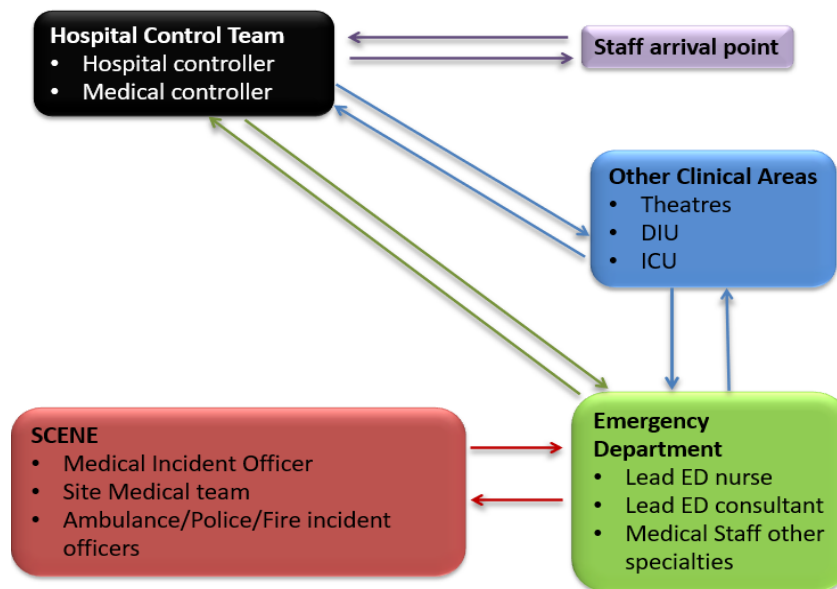 Hospital Control Team
• Hospital controller
• Medical controller
Staff arrival point
Other Clinical Areas
• Theatres
• DIU
• ICU
SCENE
• Medical Incident Officer
• Site Medical team
• Ambulance/Police/Fire incident
officers
Emergency
Department
• Lead ED nurse
• Lead ED consultant
• Medical Staff other
specialties